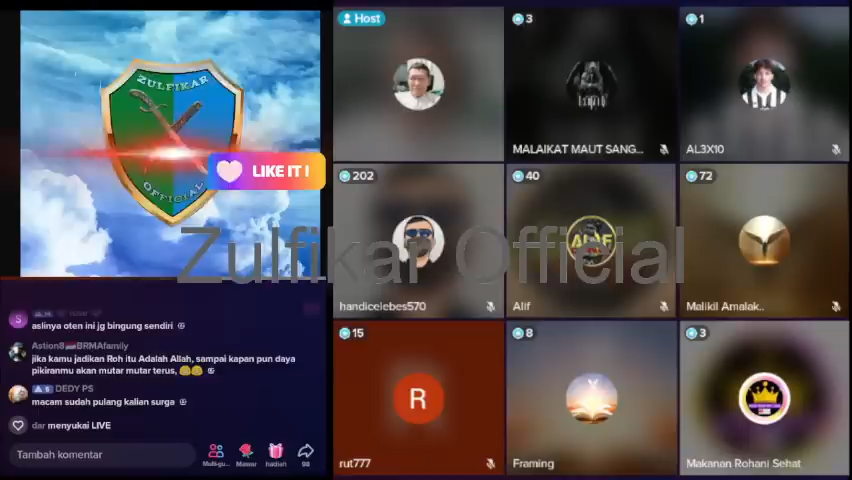 ZULFIKAR
OFFICIAL
LIKE IT !
Host
3
MALAIKAT MAUT SANG...
1
AL3X10
202
handicelebes570
40
Alif
72
Malikil Amalak..
Zulfikar Official
15
R
rut777
8
Framing
3
Makanan Rohani Sehat
S
aslinya oten ini jg bingung sendiri
Astion8 BRMAfamily
jika kamu jadikan Roh itu Adalah Allah, sampai kapan pun daya
pikiranmu akan mutar mutar terus,
6 DEDY PS
macam sudah pulang kalian surga
dar menyukai LIVE
Tambah komentar
Multi-gu...
Mawar
hadiah
98